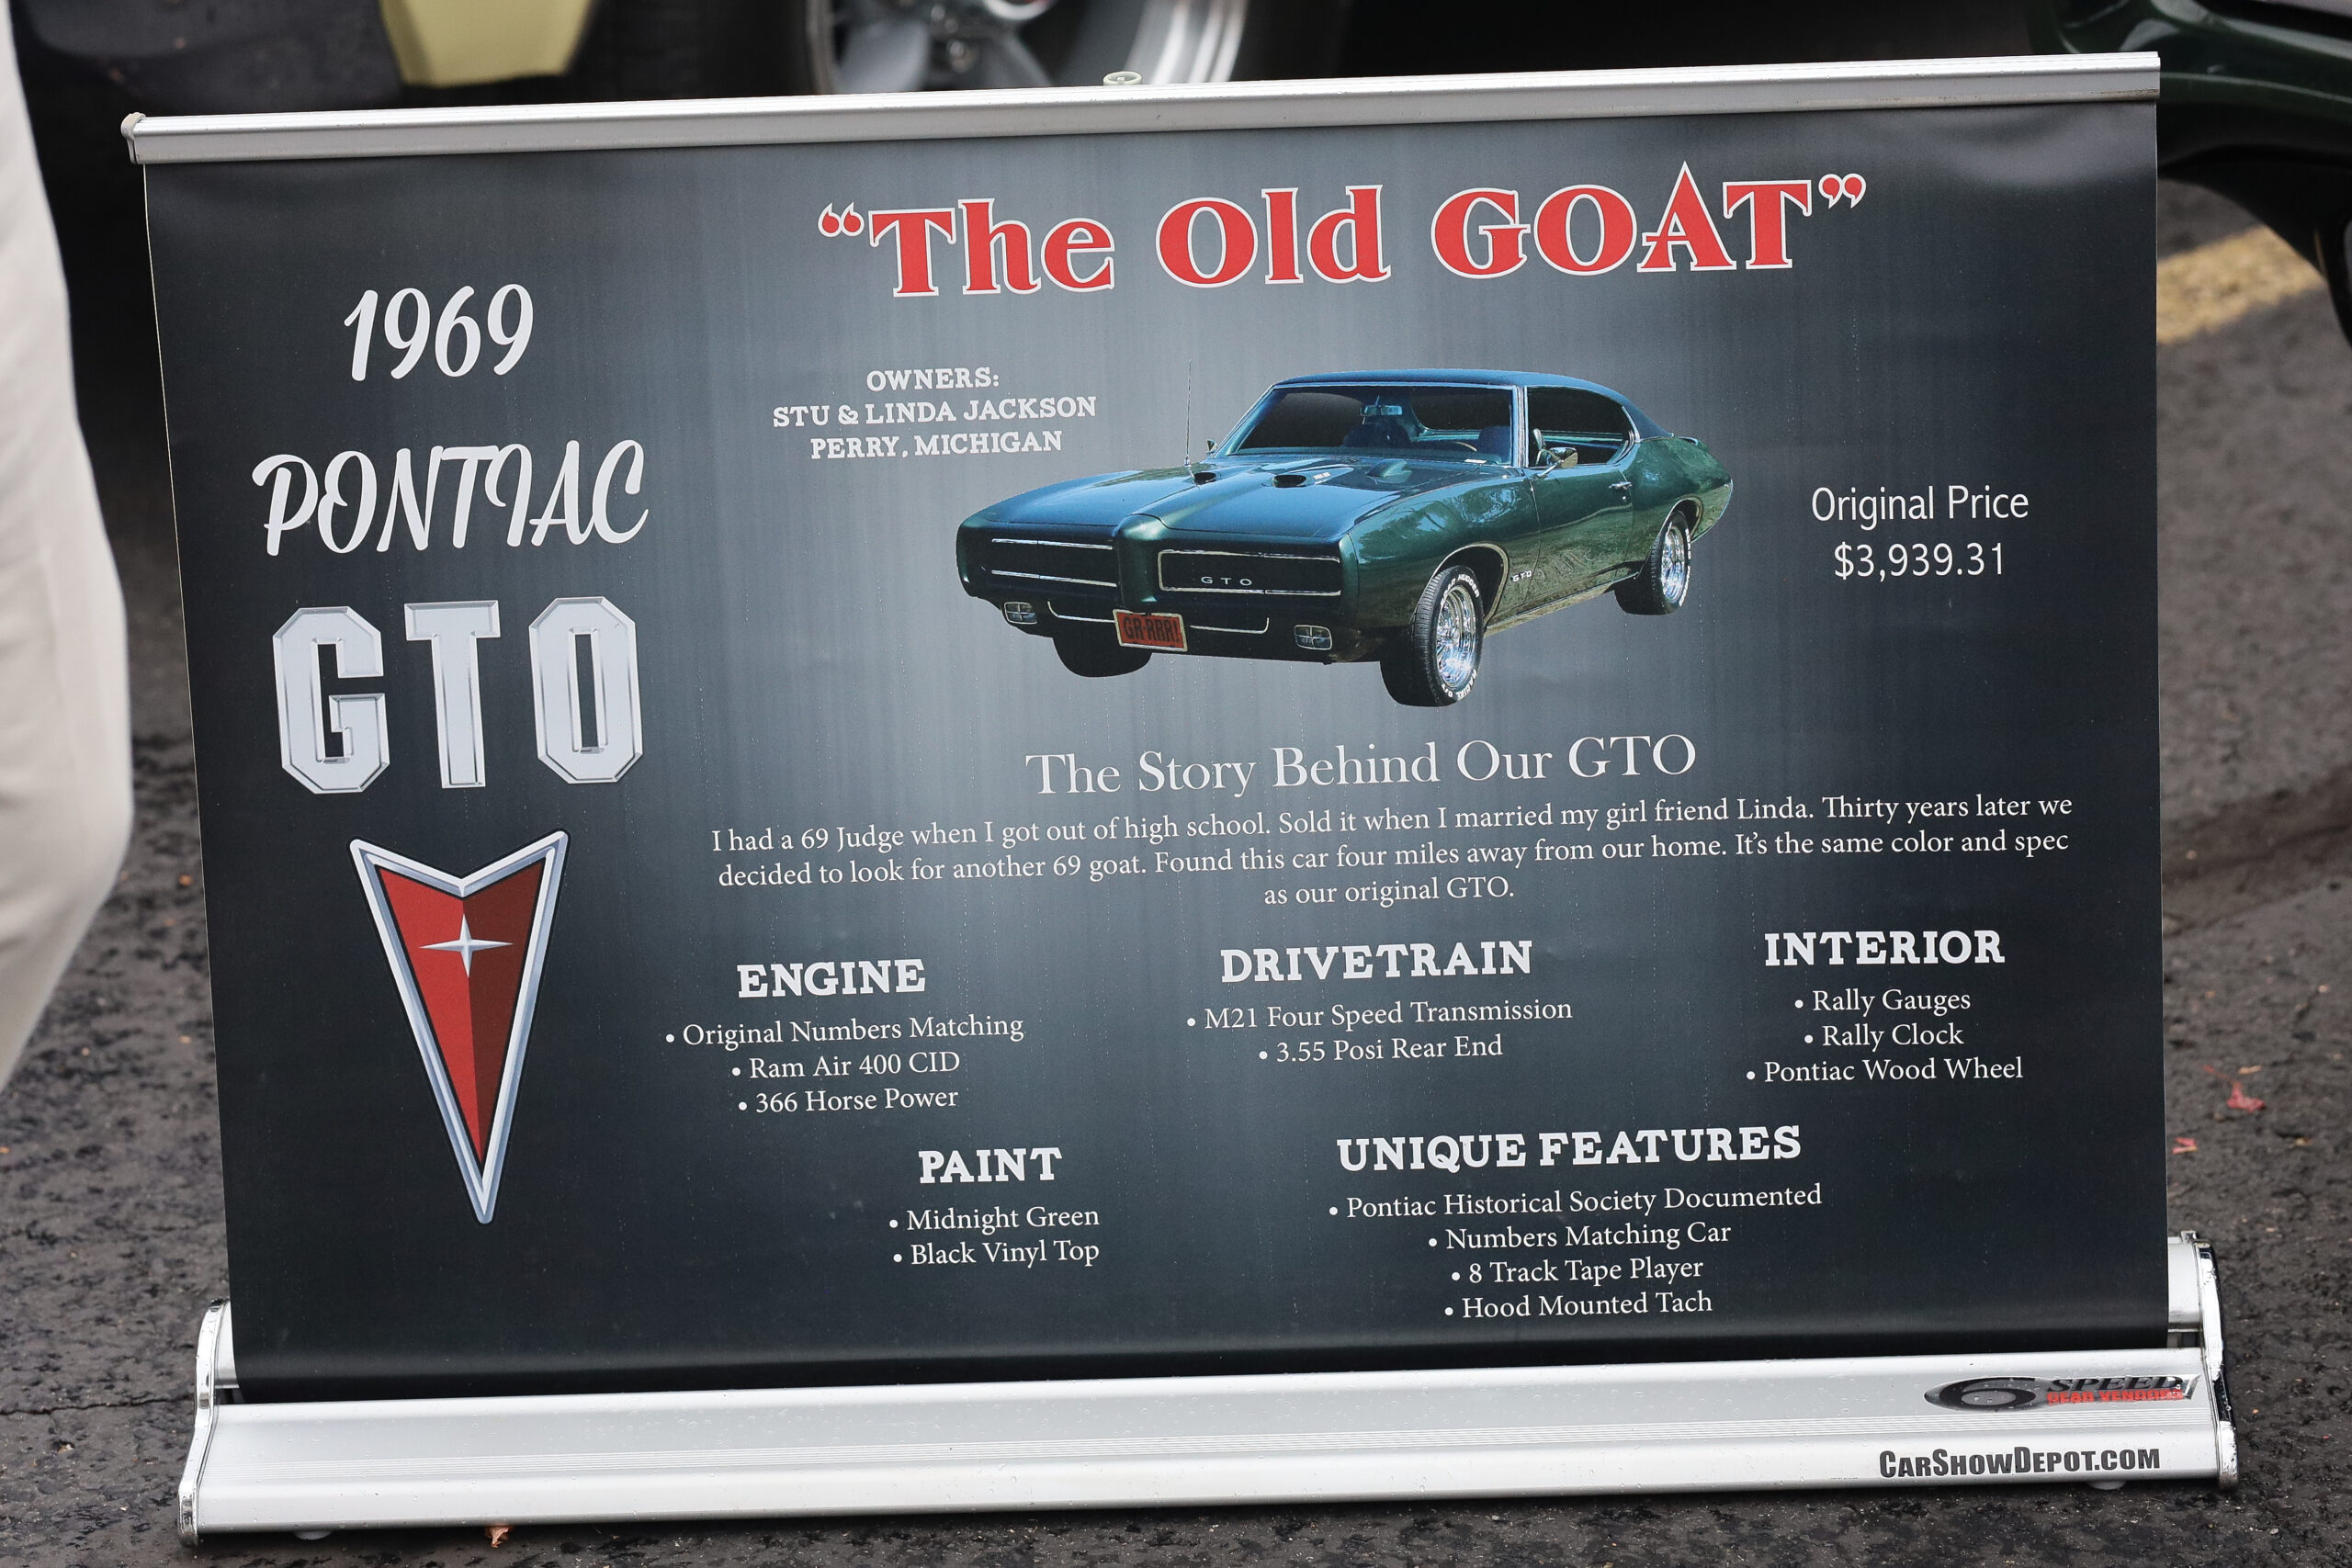 “The Old GOAT”
1969
PONTIAC
GTO
OWNERS:
STU & LINDA JACKSON
PERRY, MICHIGAN
GTO
GTO
GR-RRR!
Original Price
$3,939.31
The Story Behind Our GTO
I had a 69 Judge when I got out of high school. Sold it when I married my girl friend Linda. Thirty years later we
decided to look for another 69 goat. Found this car four miles away from our home. It’s the same color and spec
as our original GTO.
ENGINE
• Original Numbers Matching
• Ram Air 400 CID
• 366 Horse Power
DRIVETRAIN
• M21 Four Speed Transmission
• 3.55 Posi Rear End
INTERIOR
• Rally Gauges
• Rally Clock
• Pontiac Wood Wheel
PAINT
• Midnight Green
• Black Vinyl Top
UNIQUE FEATURES
• Pontiac Historical Society Documented
• Numbers Matching Car
• 8 Track Tape Player
• Hood Mounted Tach
6 SPEED
GEAR VENDORS
CARSHOWDEPOT.COM